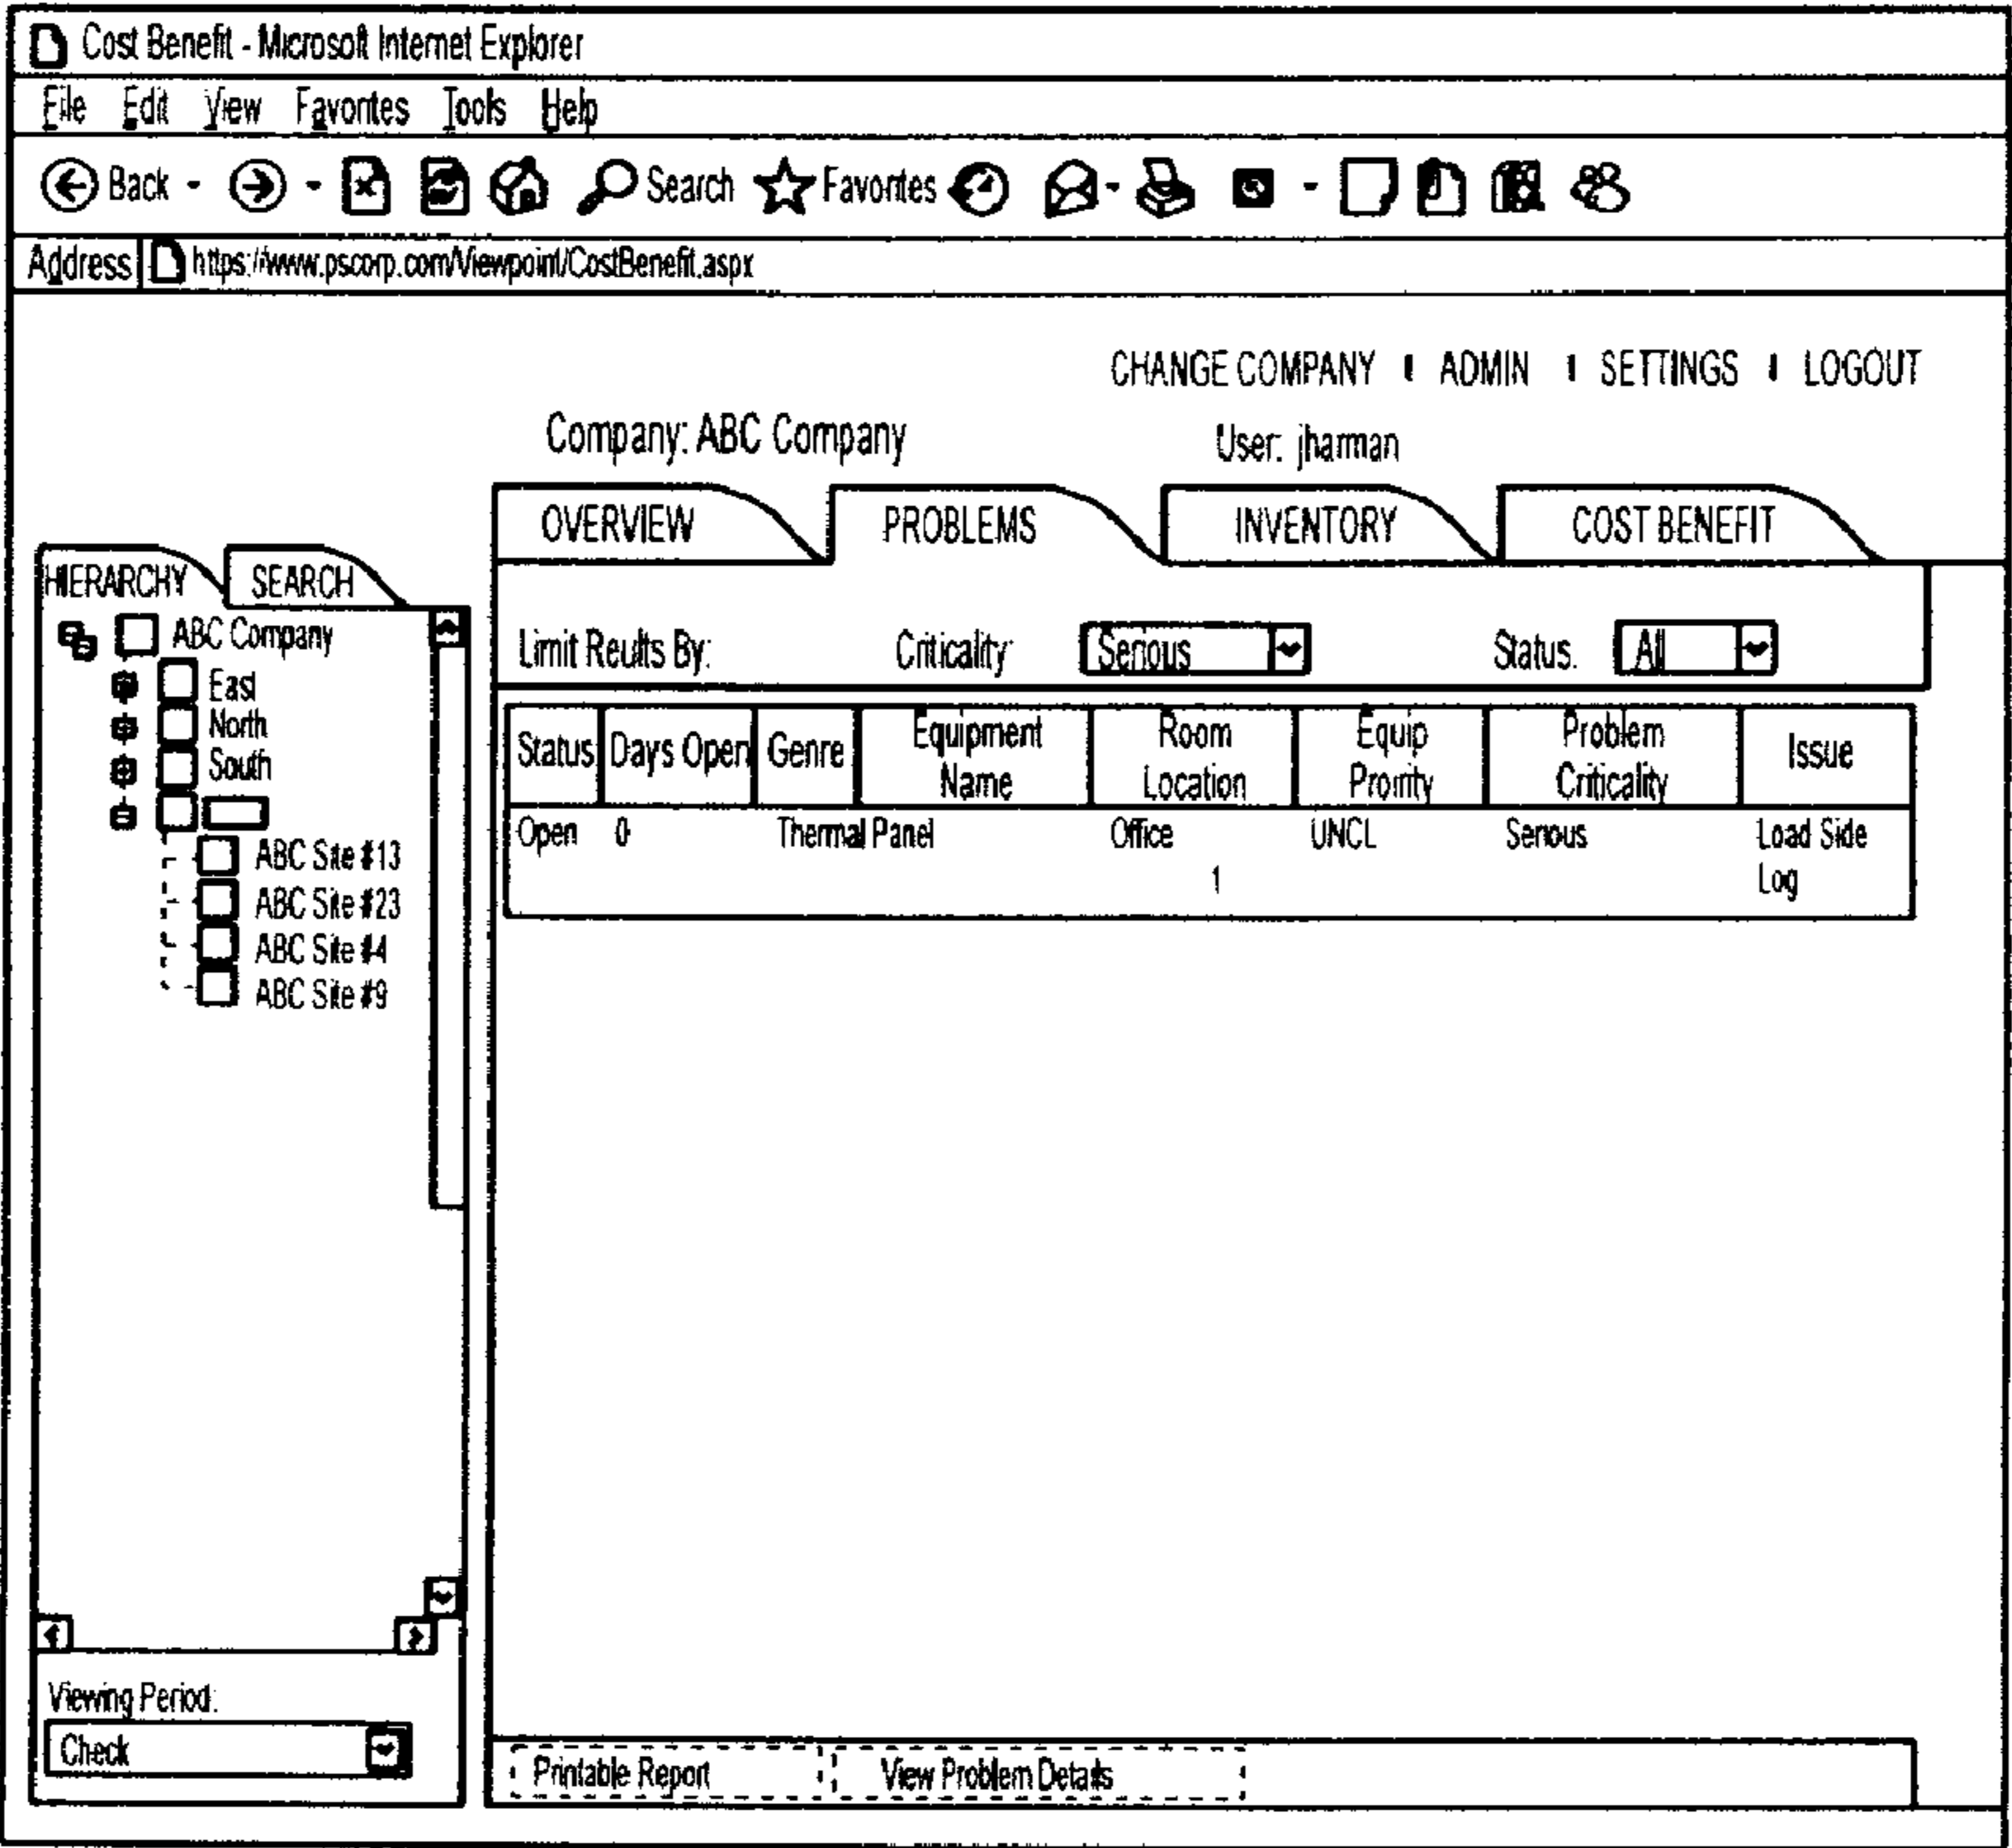 Cost Benefit - Microsoft Internet Explorer
File Edit View Favorites Tools Help
Back - - Search Favorites - -
Address https://www.pscorp.com/Viewpoint/CostBenefit.aspx
CHANGE COMPANY | ADMIN | SETTINGS | LOGOUT
Company: ABC Company User: jharman
OVERVIEW PROBLEMS INVENTORY COST BENEFIT
HIERARCHY SEARCH
ABC Company
East
North
South
ABC Site #13
ABC Site #23
ABC Site #4
ABC Site #9
Limit Reults By: Criticality: Serious Status: All
Status Days Open Genre Equipment Name Room Location Equip Prority Problem Criticality Issue
Open 0 Thermal Panel Office UNCL Serious Load Side
1 Log
Viewing Period:
Check
Printable Report View Problem Details